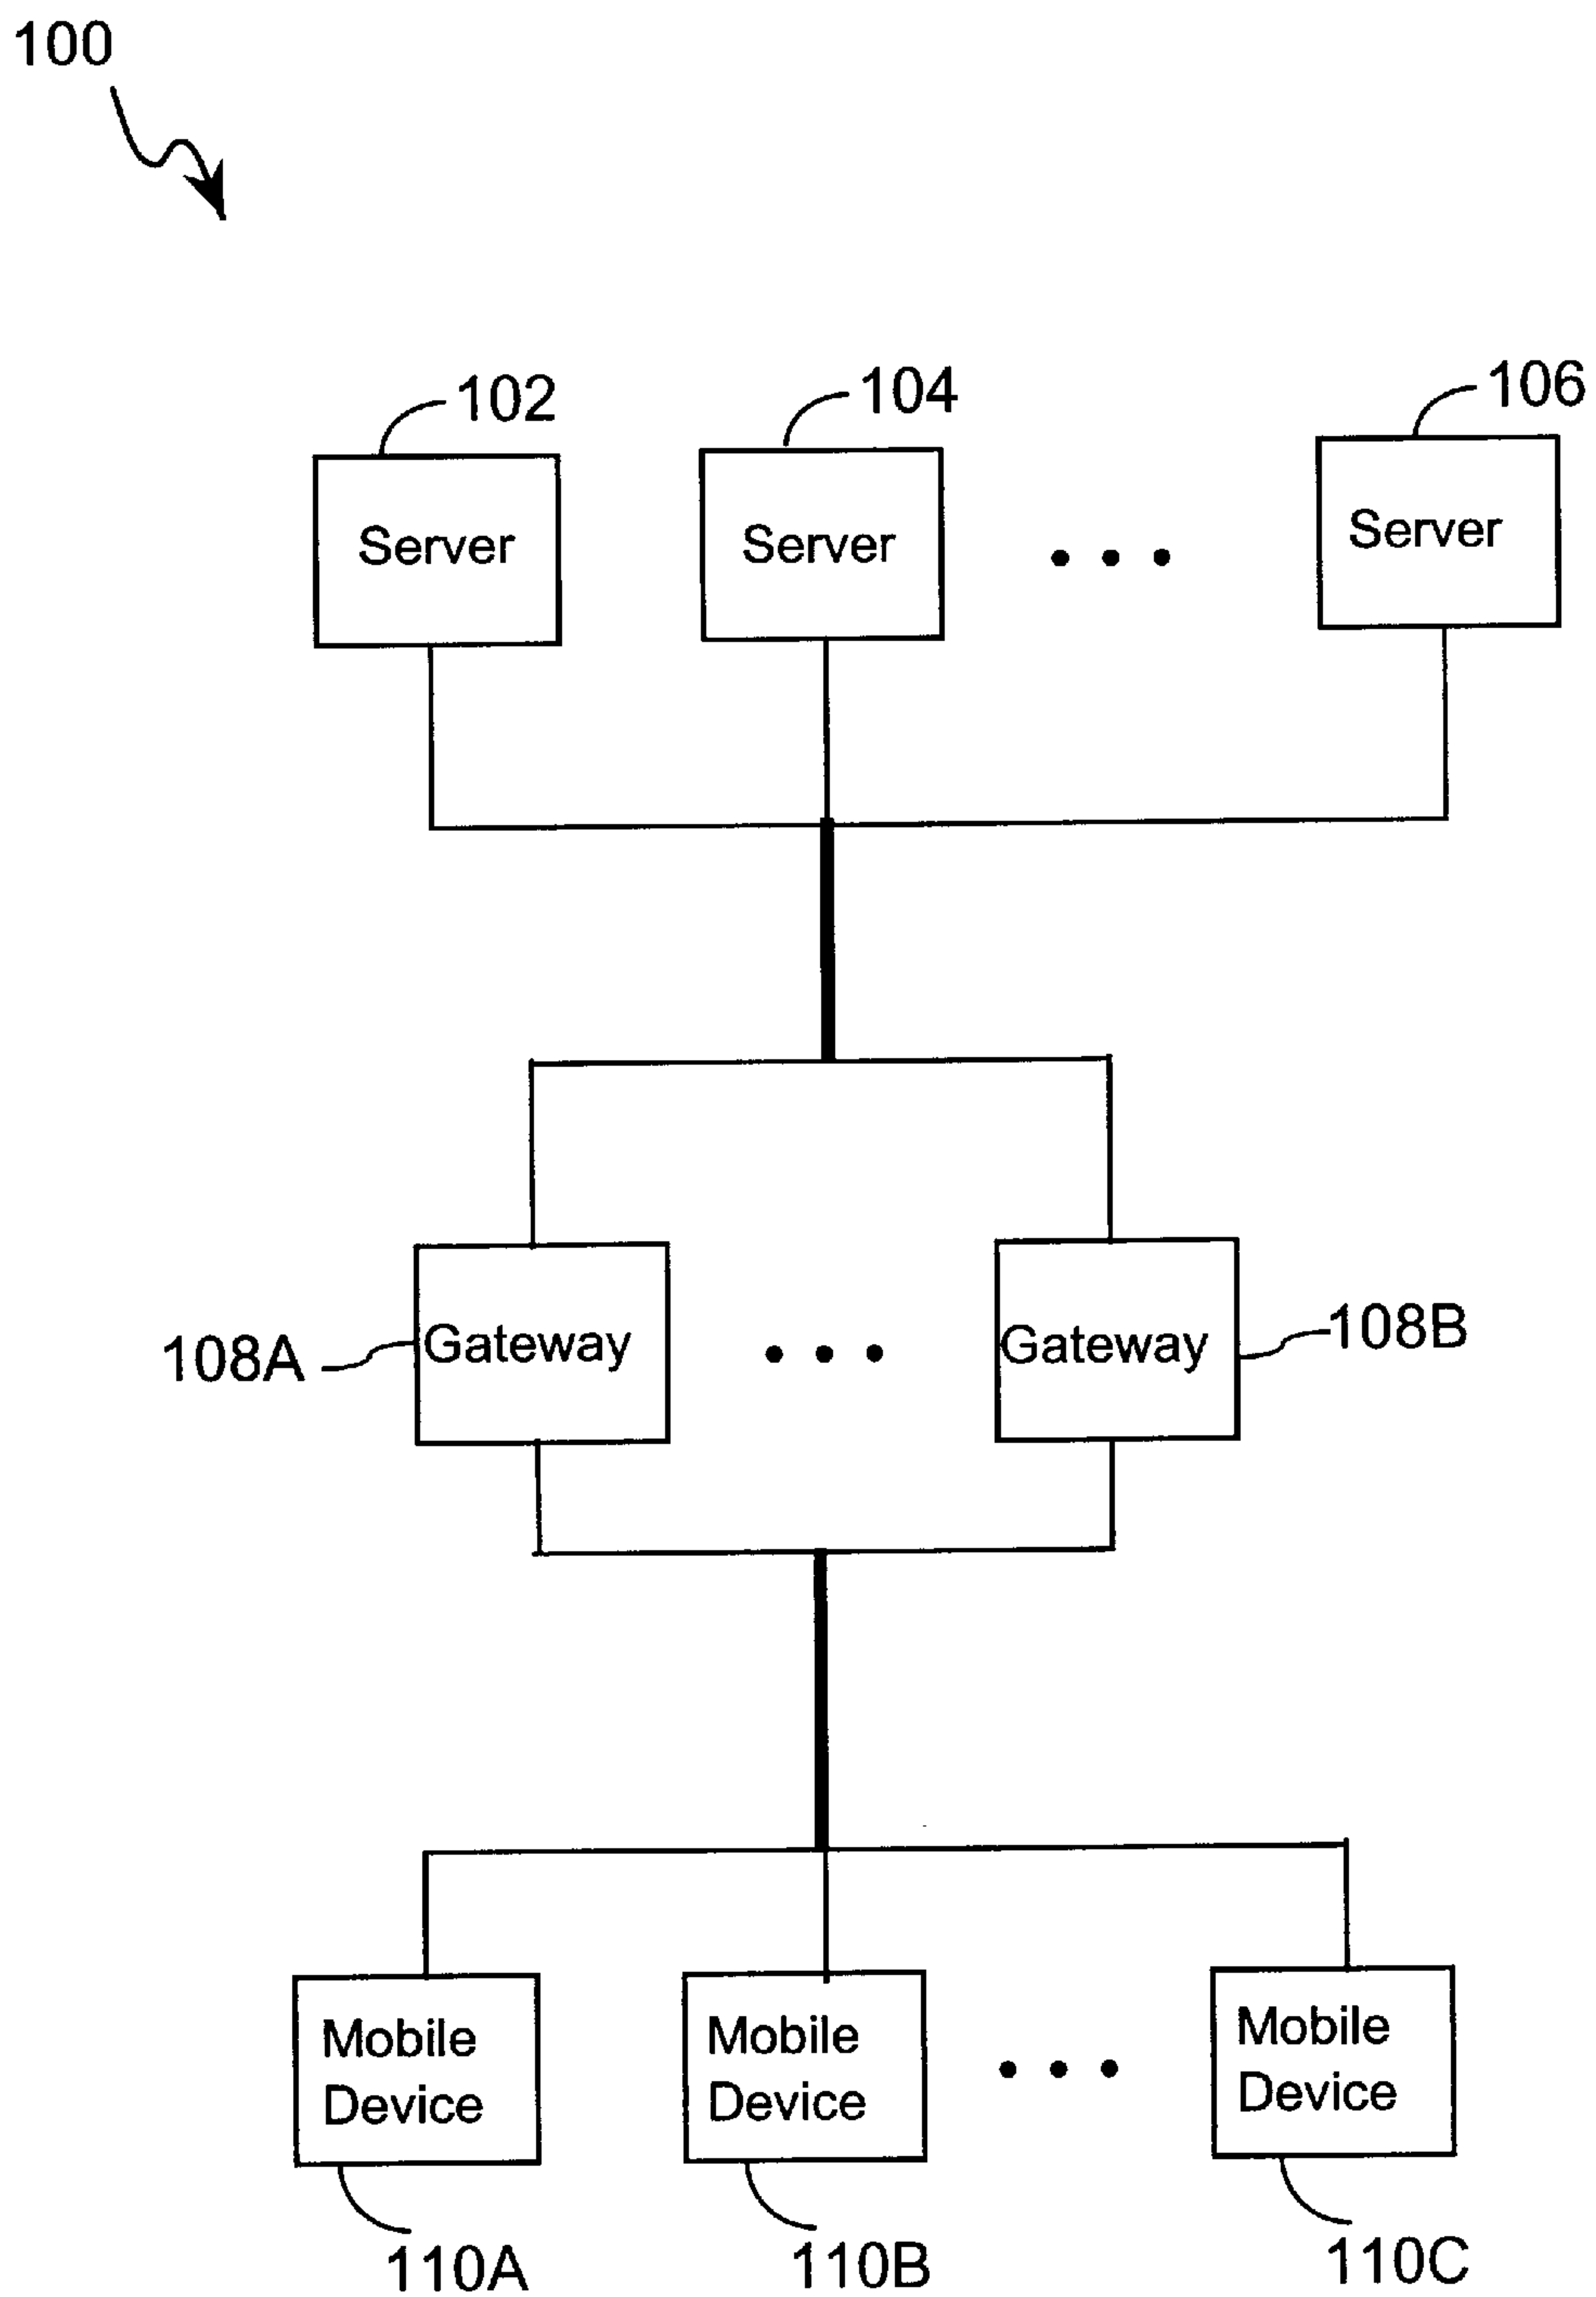 100
102
104
106
Server
Server
Server
108A
Gateway
Gateway
108B
Mobile
Device
Mobile
Device
Mobile
Device
110A
110B
110C